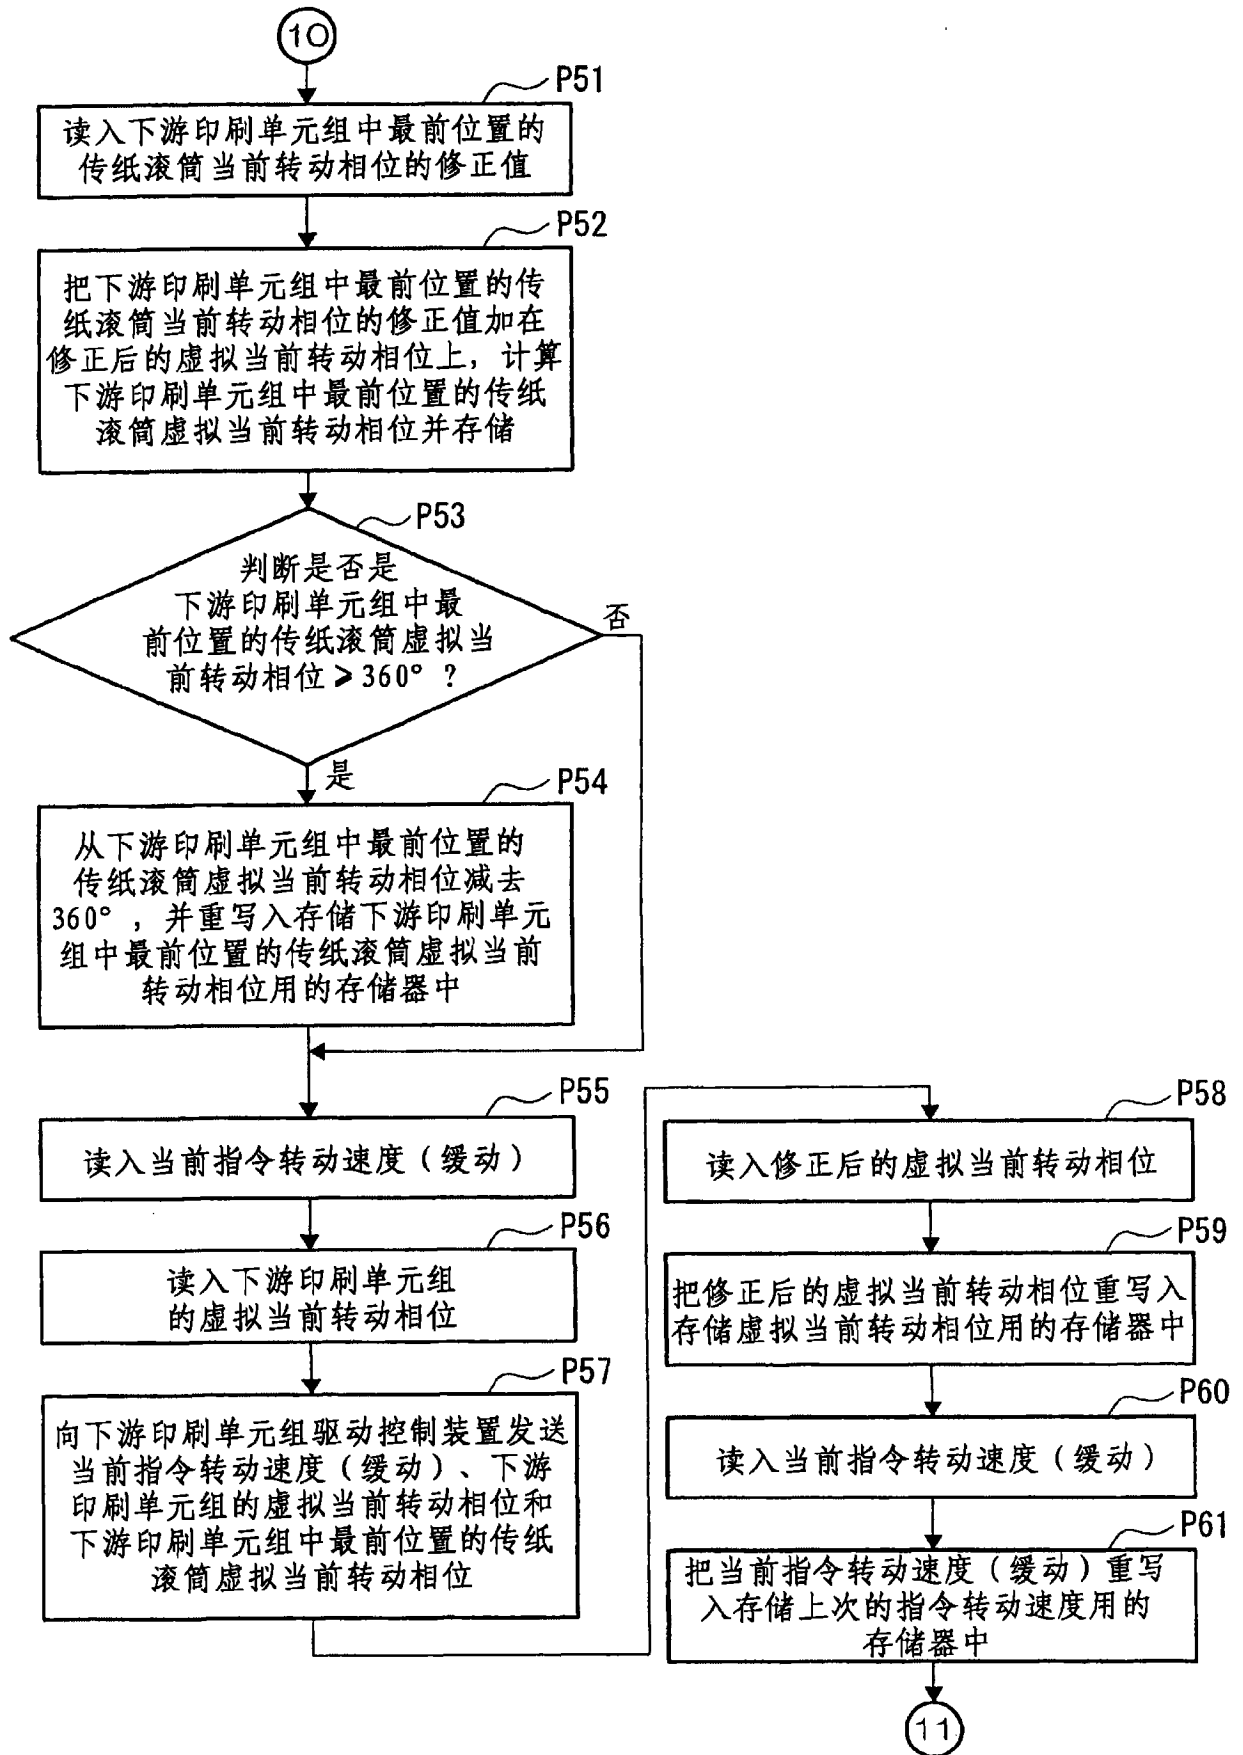 10
P51
读入下游印刷单元组中最前位置的
传纸滚筒当前转动相位的修正值
P52
把下游印刷单元组中最前位置的传
纸滚筒当前转动相位的修正值加在
修正后的虚拟当前转动相位上，计算
下游印刷单元组中最前位置的传纸
滚筒虚拟当前转动相位并存储
P53
判断是否是
下游印刷单元组中最
前位置的传纸滚筒虚拟当
前转动相位≥360°？
否
是
P54
从下游印刷单元组中最前位置的
传纸滚筒虚拟当前转动相位减去
360°，并重写入存储下游印刷单元
组中最前位置的传纸滚筒虚拟当前
转动相位用的存储器中
P55
读入当前指令转动速度（缓动）
P56
读入下游印刷单元组
的虚拟当前转动相位
P57
向下游印刷单元组驱动控制装置发送
当前指令转动速度（缓动）、下游
印刷单元组的虚拟当前转动相位和
下游印刷单元组中最前位置的传纸
滚筒虚拟当前转动相位
P58
读入修正后的虚拟当前转动相位
P59
把修正后的虚拟当前转动相位重写入
存储虚拟当前转动相位用的存储器中
P60
读入当前指令转动速度（缓动）
P61
把当前指令转动速度（缓动）重写
入存储上次的指令转动速度用的
存储器中
11